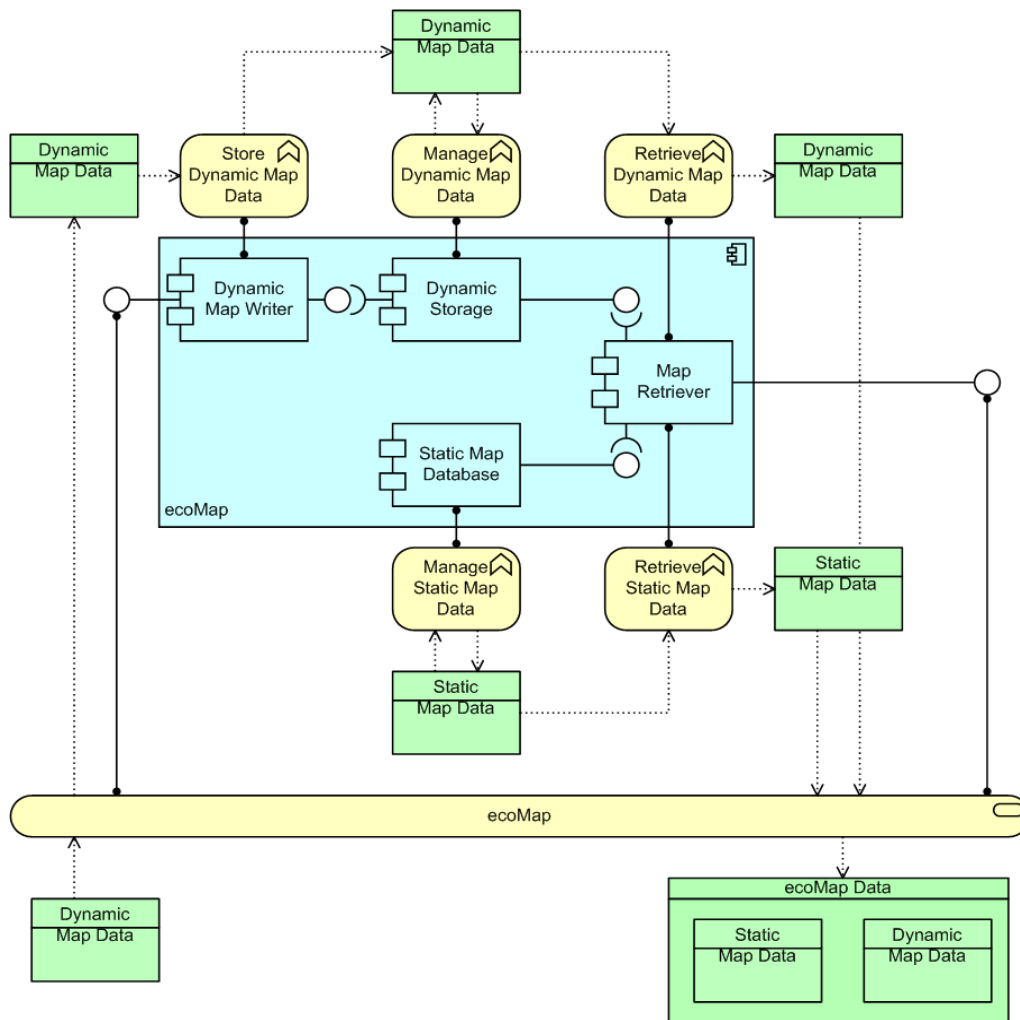 Dynamic
Map Data
Dynamic
Map Data
Store
Dynamic Map
Data
Manage
Dynamic Map
Data
Retrieve
Dynamic Map
Data
Dynamic
Map Data
Dynamic
Map Writer
Dynamic
Storage
Map
Retriever
Static Map
Database
ecoMap
Manage
Static Map
Data
Retrieve
Static Map
Data
Static
Map Data
Static
Map Data
ecoMap
Dynamic
Map Data
ecoMap Data
Static
Map Data
Dynamic
Map Data